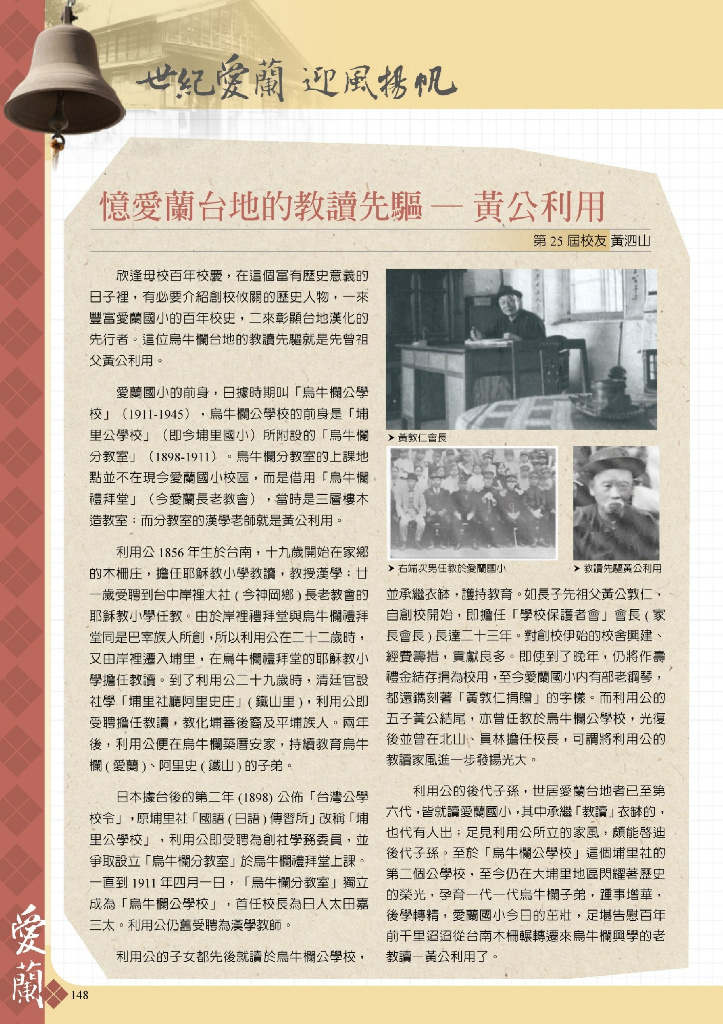 世紀愛蘭 迎風揚帆
憶愛蘭台地的教讀先驅 — 黃公利用
第 25 屆校友 黃泗山
欣逢母校百年校慶，在這個富有歷史意義的
日子裡，有必要介紹創校攸關的歷史人物，一來
豐富愛蘭國小的百年校史，二來彰顯台地漢化的
先行者。這位烏牛欄台地的教讀先驅就是先曾祖
父黃公利用。
愛蘭國小的前身，日據時期叫「烏牛欄公學
校」（1911-1945），烏牛欄公學校的前身是「埔
里公學校」（即今埔里國小）所附設的「烏牛欄
分教室」（1898-1911）。烏牛欄分教室的上課地
點並不在現今愛蘭國小校區，而是借用「烏牛欄
禮拜堂」（今愛蘭長老教會），當時是三層樓木
造教室；而分教室的漢學老師就是黃公利用。
利用公 1856 年生於台南，十九歲開始在家鄉
的木柵庄，擔任耶穌教小學教讀，教授漢學；廿
一歲受聘到台中岸裡大社 ( 今神岡鄉 ) 長老教會的
耶穌教小學任教。由於岸裡禮拜堂與烏牛欄禮拜
堂同是巴宰族人所創，所以利用公在二十二歲時，
又由岸裡遷入埔里，在烏牛欄禮拜堂的耶穌教小
學擔任教讀。到了利用公二十九歲時，清廷官設
社學「埔里社廳阿里史庄」( 鐵山里 )，利用公即
受聘擔任教讀，教化埔番後裔及平埔族人。兩年
後，利用公便在烏牛欄築厝安家，持續教育烏牛
欄 ( 愛蘭 )、阿里史 ( 鐵山 ) 的子弟。
日本據台後的第二年 (1898) 公佈「台灣公學
校令」，原埔里社「國語 ( 日語 ) 傳習所」改稱「埔
里公學校」，利用公即受聘為創社學務委員，並
爭取設立「烏牛欄分教室」於烏牛欄禮拜堂上課。
一直到 1911 年四月一日，「烏牛欄分教室」獨立
成為「烏牛欄公學校」，首任校長為日人太田嘉
三太。利用公仍舊受聘為漢學教師。
利用公的子女都先後就讀於烏牛欄公學校，
➤ 黃敦仁會長
➤ 右端次男任教於愛蘭國小
➤ 教讀先驅黃公利用
並承繼衣缽，護持教育。如長子先祖父黃公敦仁，
自創校開始，即擔任「學校保護者會」會長 ( 家
長會長 ) 長達二十三年。對創校伊始的校舍興建、
經費籌措，貢獻良多。即使到了晚年，仍將作壽
禮金結存捐為校用，至今愛蘭國小內有部老鋼琴，
都還鐫刻著「黃敦仁捐贈」的字樣。而利用公的
五子黃公結尾，亦曾任教於烏牛欄公學校，光復
後並曾在北山、員林擔任校長，可謂將利用公的
教讀家風進一步發揚光大。
利用公的後代子孫，世居愛蘭台地者已至第
六代，皆就讀愛蘭國小，其中承繼「教讀」衣缽的，
也代有人出；足見利用公所立的家風，頗能啓迪
後代子孫。至於「烏牛欄公學校」這個埔里社的
第二個公學校，至今仍在大埔里地區閃耀著歷史
的榮光，孕育一代一代烏牛欄子弟，踵事增華，
後學轉精，愛蘭國小今日的茁壯，足堪告慰百年
前千里迢迢從台南木柵輾轉遷來烏牛欄興學的老
教讀－黃公利用了。
愛蘭
148